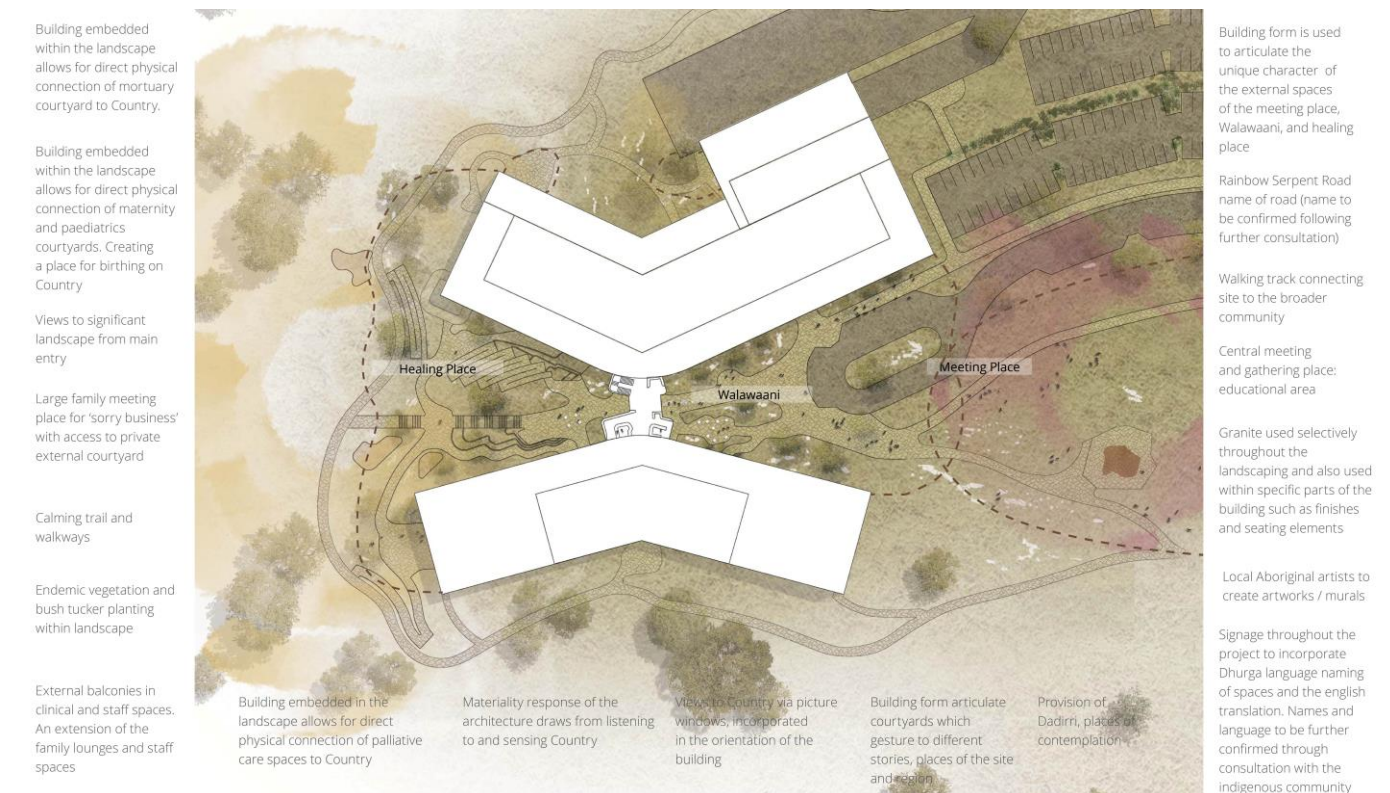 Building embedded
within the landscape
allows for direct physical
connection of mortuary
courtyard to Country.
Building embedded
within the landscape
allows for direct physical
connection of maternity
and paediatrics
courtyards. Creating
a place for birthing on
Country
Views to significant
landscape from main
entry
Large family meeting
place for ‘sorry business’
with access to private
external courtyard
Calming trail and
walkways
Endemic vegetation and
bush tucker planting
within landscape
External balconies in
clinical and staff spaces.
An extension of the
family lounges and staff
spaces
Healing Place
Walawaani
Meeting Place
Building embedded in the
landscape allows for direct
physical connection of palliative
care spaces to Country
Materiality response of the
architecture draws from listening
to and sensing Country
Views to Country via picture
windows, incorporated
in the orientation of the
building
Building form articulate
courtyards which
gesture to different
stories, places of the site
and region
Provision of
Dadirri, places of
contemplation
Building form is used
to articulate the
unique character of
the external spaces
of the meeting place,
Walawaani, and healing
place
Rainbow Serpent Road
name of road (name to
be confirmed following
further consultation)
Walking track connecting
site to the broader
community
Central meeting
and gathering place:
educational area
Granite used selectively
throughout the
landscaping and also used
within specific parts of the
building such as finishes
and seating elements
Local Aboriginal artists to
create artworks / murals
Signage throughout the
project to incorporate
Dhurga language naming
of spaces and the english
translation. Names and
language to be further
confirmed through
consultation with the
indigenous community